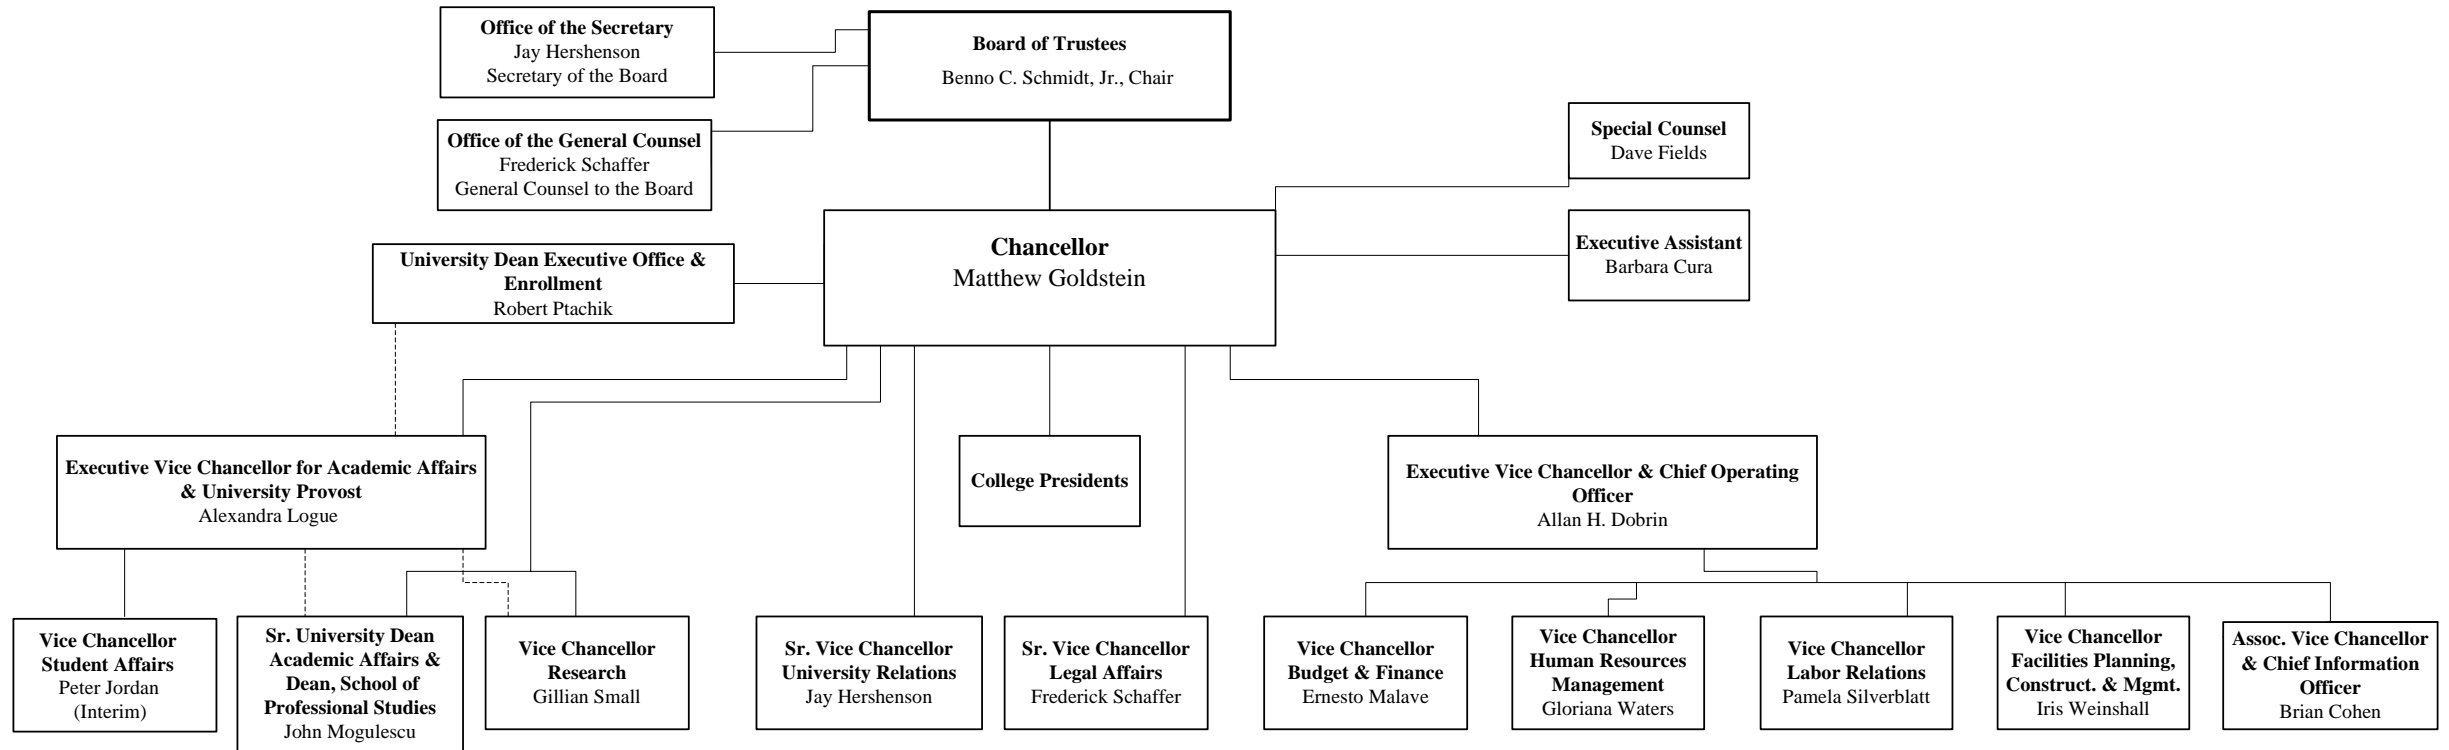 Office of the Secretary
Jay Hershenson
Secretary of the Board
Board of Trustees
Benno C. Schmidt, Jr., Chair
Office of the General Counsel
Frederick Schaffer
General Counsel to the Board
Special Counsel
Dave Fields
University Dean Executive Office &
Enrollment
Robert Ptachik
Chancellor
Matthew Goldstein
Executive Assistant
Barbara Cura
Executive Vice Chancellor for Academic Affairs
& University Provost
Alexandra Logue
College Presidents
Executive Vice Chancellor & Chief Operating
Officer
Allan H. Dobrin
Vice Chancellor
Student Affairs
Peter Jordan
(Interim)
Sr. University Dean
Academic Affairs &
Dean, School of
Professional Studies
John Mogulescu
Vice Chancellor
Research
Gillian Small
Sr. Vice Chancellor
University Relations
Jay Hershenson
Sr. Vice Chancellor
Legal Affairs
Frederick Schaffer
Vice Chancellor
Budget & Finance
Ernesto Malave
Vice Chancellor
Human Resources
Management
Gloriana Waters
Vice Chancellor
Labor Relations
Pamela Silverblatt
Vice Chancellor
Facilities Planning,
Construct. & Mgmt.
Iris Weinshall
Assoc. Vice Chancellor
& Chief Information
Officer
Brian Cohen